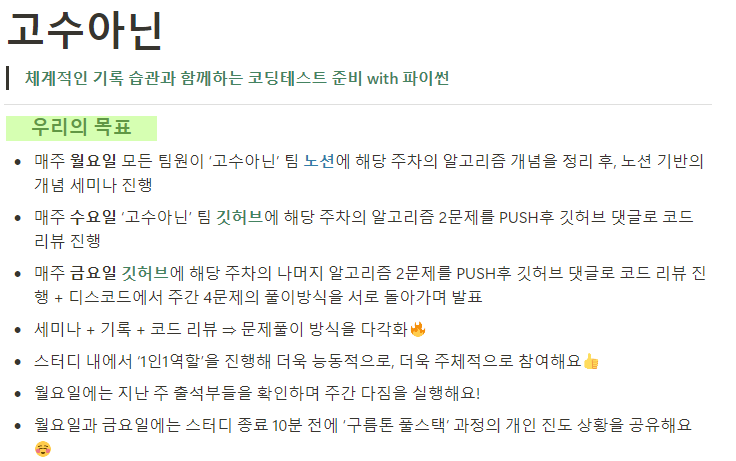 고수아닌
체계적인 기록 습관과 함께하는 코딩테스트 준비 with 파이썬
우리의 목표
• 매주 월요일 모든 팀원이 ‘고수아닌’ 팀 노션에 해당 주차의 알고리즘 개념을 정리 후, 노션 기반의
개념 세미나 진행
• 매주 수요일 ‘고수아닌’ 팀 깃허브에 해당 주차의 알고리즘 2문제를 PUSH후 깃허브 댓글로 코드
리뷰 진행
• 매주 금요일 깃허브에 해당 주차의 나머지 알고리즘 2문제를 PUSH후 깃허브 댓글로 코드 리뷰 진
행 + 디스코드에서 주간 4문제의 풀이방식을 서로 돌아가며 발표
• 세미나 + 기록 + 코드 리뷰 ⇒ 문제풀이 방식을 다각화🔥
• 스터디 내에서 ‘1인1역할’을 진행해 더욱 능동적으로, 더욱 주체적으로 참여해요👍
• 월요일에는 지난 주 출석부들을 확인하며 주간 다짐을 실행해요!
• 월요일과 금요일에는 스터디 종료 10분 전에 ‘구름톤 풀스택’ 과정의 개인 진도 상황을 공유해요
☺️